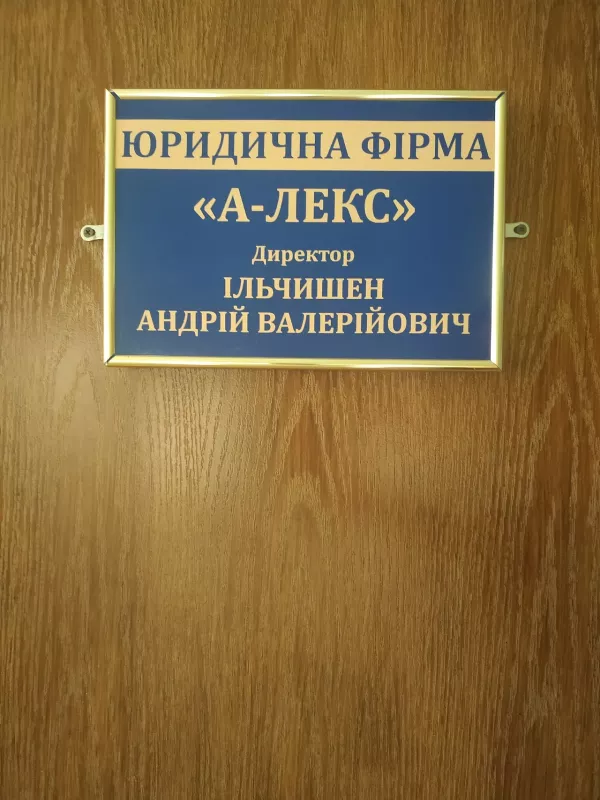 ЮРИДИЧНА ФІРМА
«А-ЛЕКС»
Директор
ІЛЬЧИШЕН
АНДРІЙ ВАЛЕРІЙОВИЧ